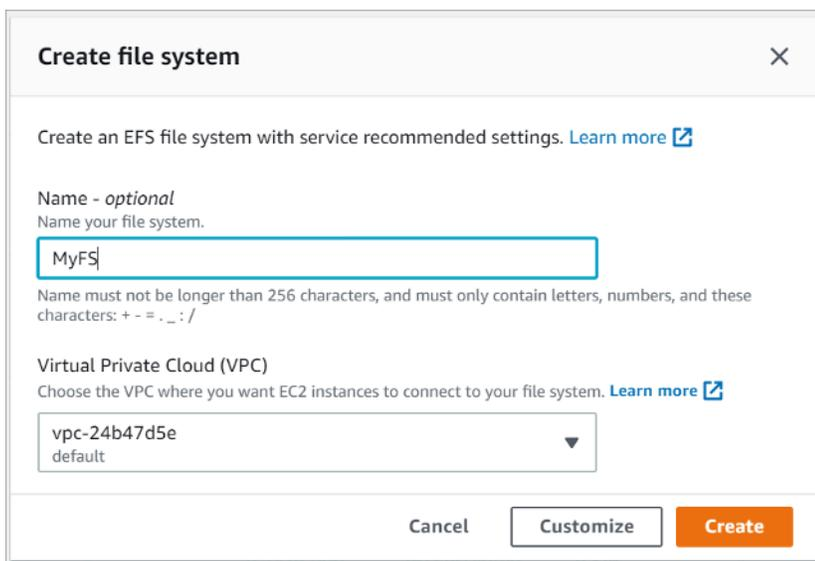 Create file system
Create an EFS file system with service recommended settings. Learn more
Name - optional
Name your file system.
MyFS
Name must not be longer than 256 characters, and must only contain letters, numbers, and these
characters: + - = . _ : /
Virtual Private Cloud (VPC)
Choose the VPC where you want EC2 instances to connect to your file system. Learn more
vpc-24b47d5e
default
Cancel Customize Create